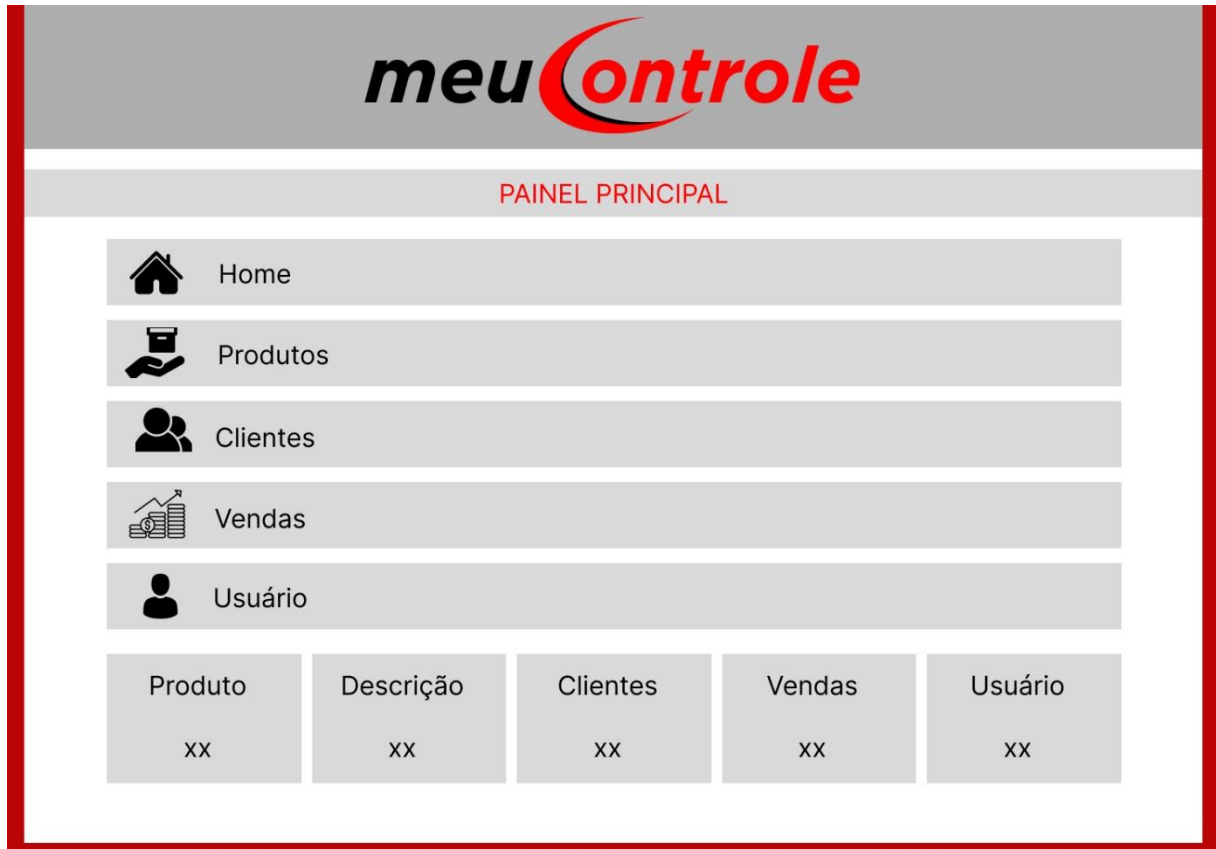 meuControle
PAINEL PRINCIPAL
Home
Produtos
Clientes
$
Vendas
Usuário
Produto Descrição Clientes Vendas Usuário
xx xx xx xx xx